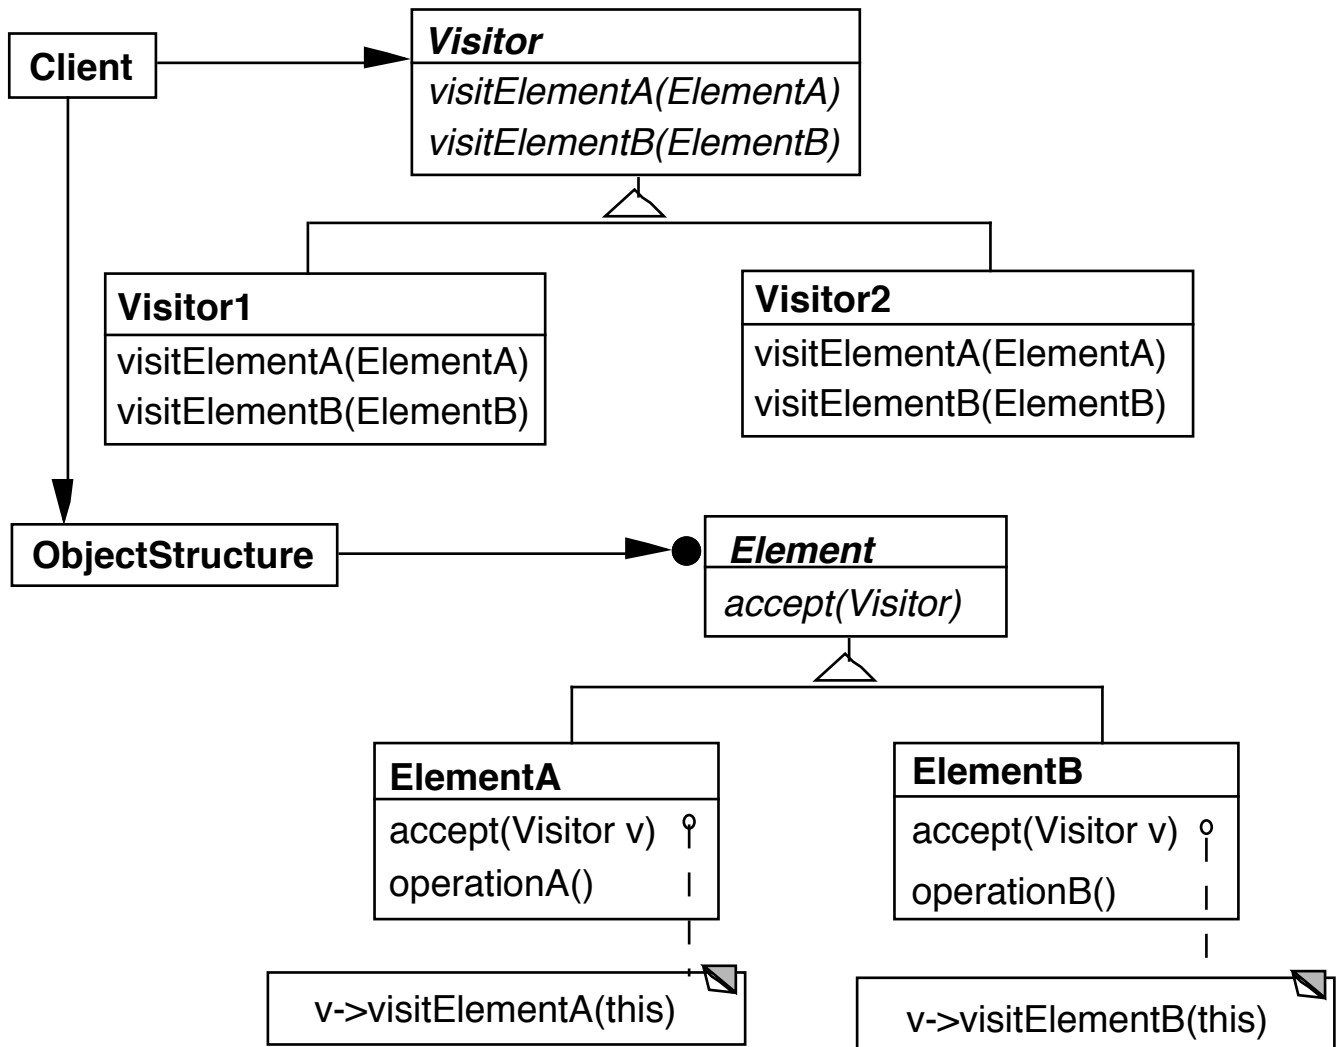 Client
Visitor
visitElementA(ElementA)
visitElementB(ElementB)
Visitor1
visitElementA(ElementA)
visitElementB(ElementB)
Visitor2
visitElementA(ElementA)
visitElementB(ElementB)
ObjectStructure
Element
accept(Visitor)
ElementA
accept(Visitor v)
operationA()
ElementB
accept(Visitor v)
operationB()
v->visitElementA(this)
v->visitElementB(this)